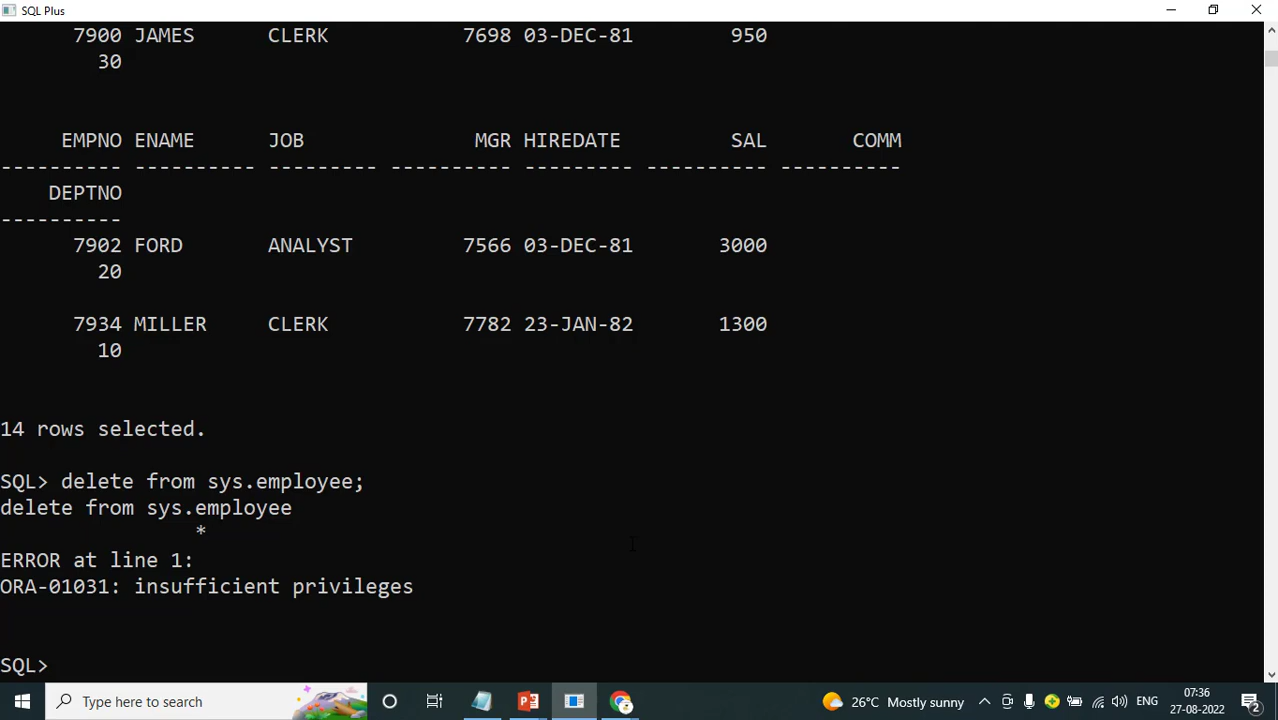 SQL Plus
7900 JAMES CLERK 7698 03-DEC-81 950
30
EMPNO ENAME JOB MGR HIREDATE SAL COMM
---------- ---------- --------- ---------- --------- ---------- ----------
DEPTNO
----------
7902 FORD ANALYST 7566 03-DEC-81 3000
20
7934 MILLER CLERK 7782 23-JAN-82 1300
10
14 rows selected.
SQL> delete from sys.employee;
delete from sys.employee
*
ERROR at line 1:
ORA-01031: insufficient privileges
SQL>
Type here to search
26°C Mostly sunny
ENG
07:36
27-08-2022
2